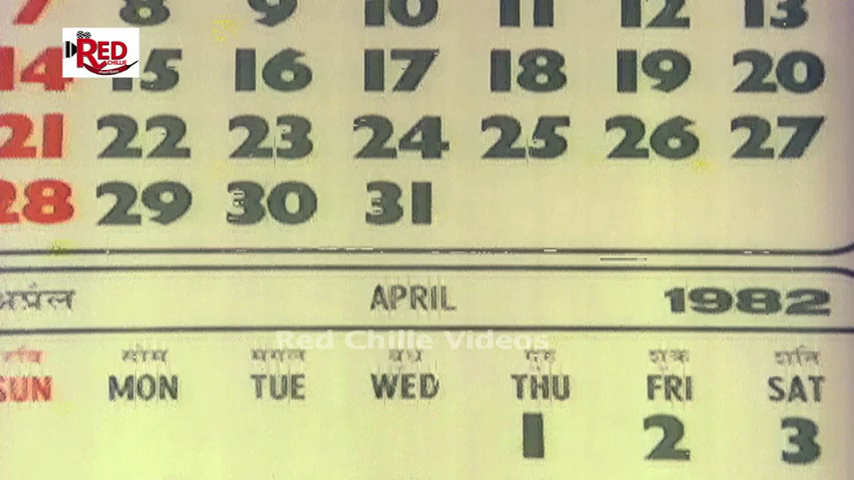 7 8 9 10 11 12 13
RED
CHILLIE
14 15 16 17 18 19 20
21 22 23 24 25 26 27
28 29 30 31
अप्रैल APRIL 1982
Red Chille Videos
रवि सोम मंगल बुध गुरु शुक्र शनि
SUN MON TUE WED THU FRI SAT
1 2 3